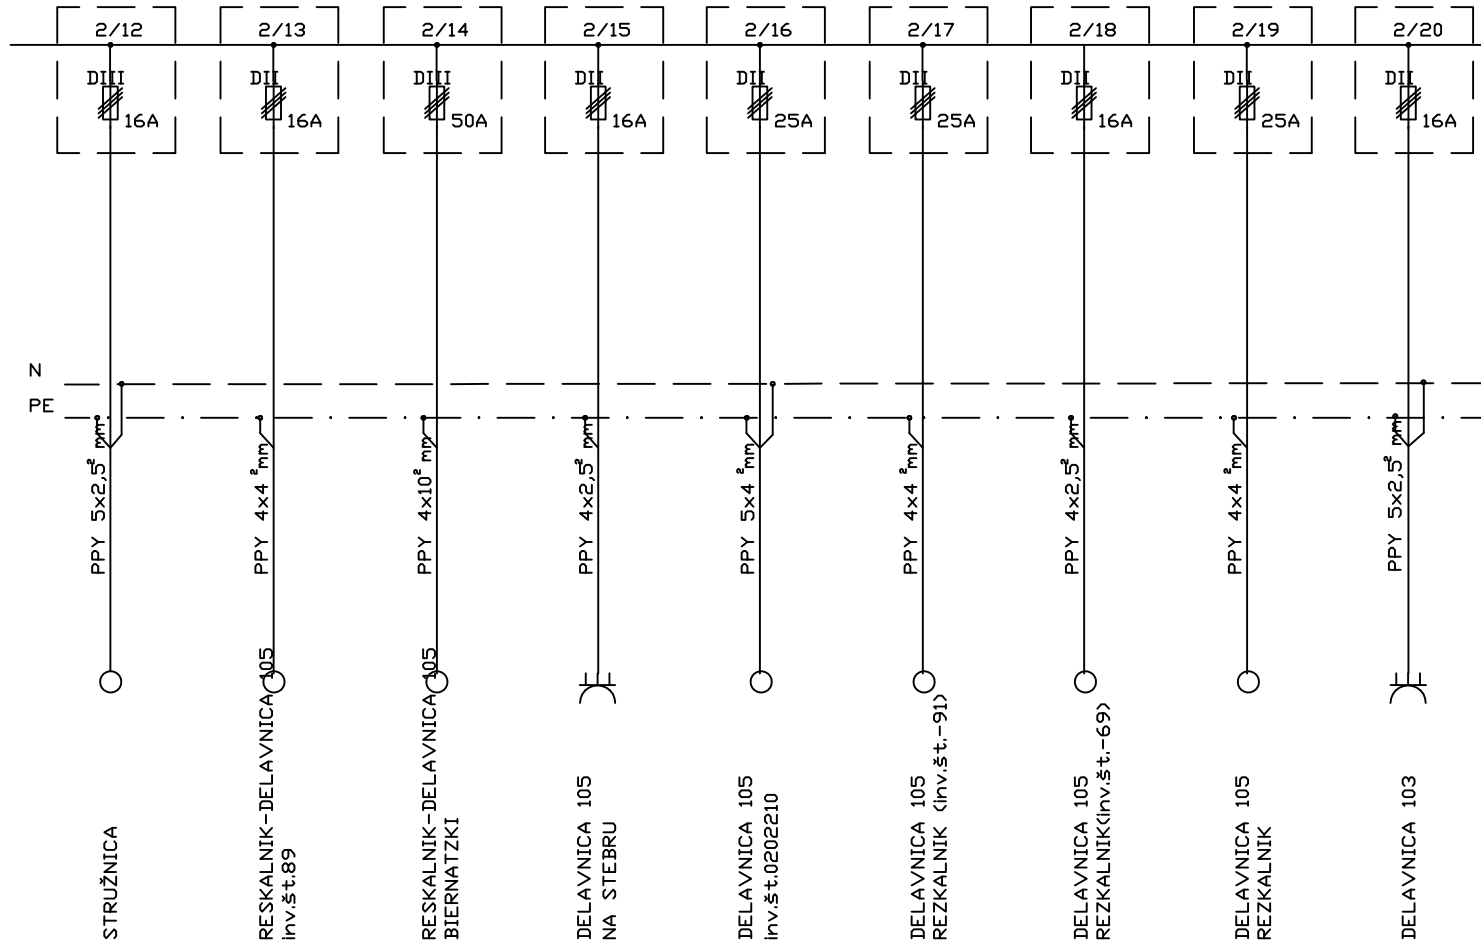 2/12
2/13
2/14
2/15
2/16
2/17
2/18
2/19
2/20
DIII
DII
DIII
DII
DII
DII
DII
DII
DII
16A
16A
50A
16A
25A
25A
16A
25A
16A
N
PE
PPY 5x2,5² mm
PPY 4x4 ²mm
PPY 4x10² mm
PPY 4x2,5² mm
PPY 5x4 ²mm
PPY 4x4 ²mm
PPY 4x2,5² mm
PPY 4x4 ²mm
PPY 5x2,5² mm
STRUŽNICA
RESKALNIK-DELAVNICA 105
inv.št.89
RESKALNIK-DELAVNICA 105
BIERNATZKI
DELAVNICA 105
NA STEBRU
DELAVNICA 105
inv.št.0202210
DELAVNICA 105
REZKALNIK (inv.št.-91)
DELAVNICA 105
REZKALNIK(inv.št.-69)
DELAVNICA 105
REZKALNIK
DELAVNICA 103